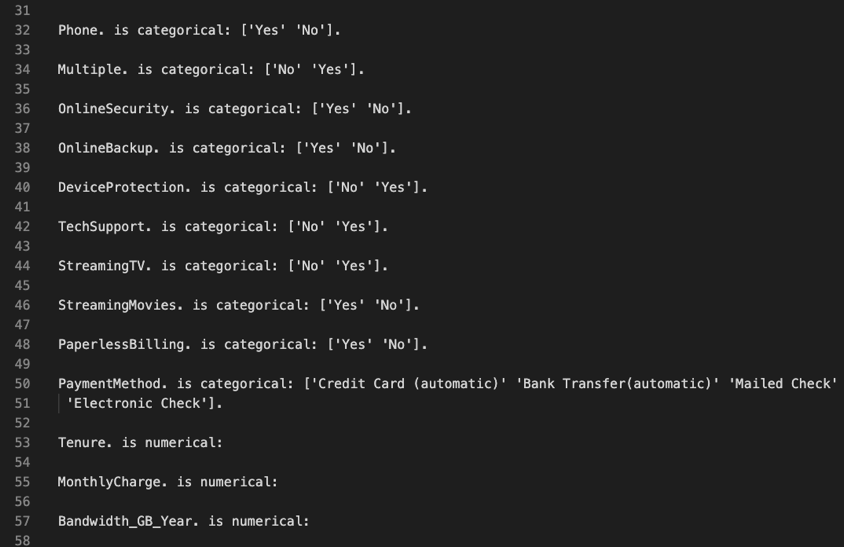 31
32 Phone. is categorical: ['Yes' 'No'].
33
34 Multiple. is categorical: ['No' 'Yes'].
35
36 OnlineSecurity. is categorical: ['Yes' 'No'].
37
38 OnlineBackup. is categorical: ['Yes' 'No'].
39
40 DeviceProtection. is categorical: ['No' 'Yes'].
41
42 TechSupport. is categorical: ['No' 'Yes'].
43
44 StreamingTV. is categorical: ['No' 'Yes'].
45
46 StreamingMovies. is categorical: ['Yes' 'No'].
47
48 PaperlessBilling. is categorical: ['Yes' 'No'].
49
50 PaymentMethod. is categorical: ['Credit Card (automatic)' 'Bank Transfer(automatic)' 'Mailed Check'
51 'Electronic Check'].
52
53 Tenure. is numerical:
54
55 MonthlyCharge. is numerical:
56
57 Bandwidth_GB_Year. is numerical:
58